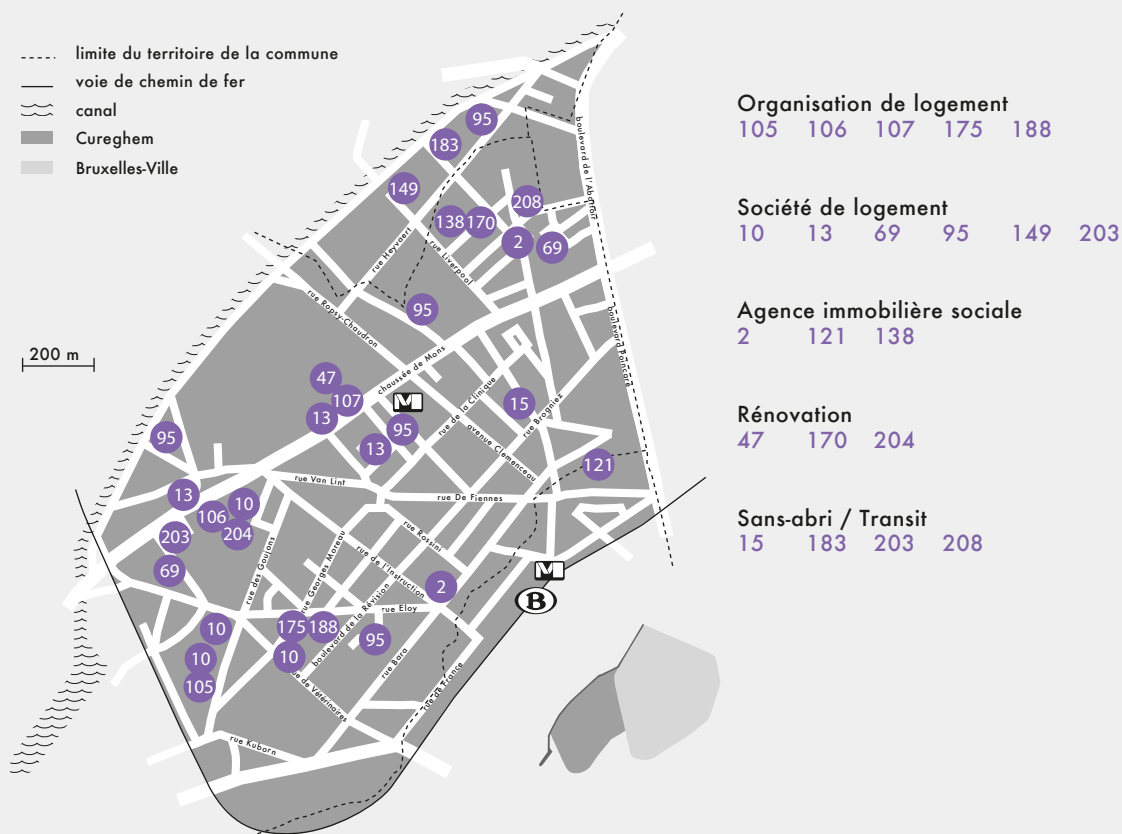 limite du territoire de la commune
voie de chemin de fer
canal
Cureghem
Bruxelles-Ville
200 m
Organisation de logement
105 106 107 175 188
Société de logement
10 13 69 95 149 203
Agence immobilière sociale
2 121 138
Rénovation
47 170 204
Sans-abri / Transit
15 183 203 208
95
183
149
208
138
170
2
69
boulevard de l'Abattoir
rue Heyvaert
rue Liverpool
rue Ropsy-Chaudron
95
boulevard Poincaré
chaussée de Mons
47
107
13
M
rue de la Clinique
15
rue Brogniez
95
13
avenue Clemenceau
95
121
rue Van Lint
rue De Fiennes
13
10
106
204
203
rue Rossini
69
rue des Goujons
rue Georges Moreau
rue de l'Instruction
M
2
B
boulevard de la Révision
rue Eloy
10
175
188
95
10
10
105
rue Bara
rue de France
rue de Vétérinaires
rue Kuborn